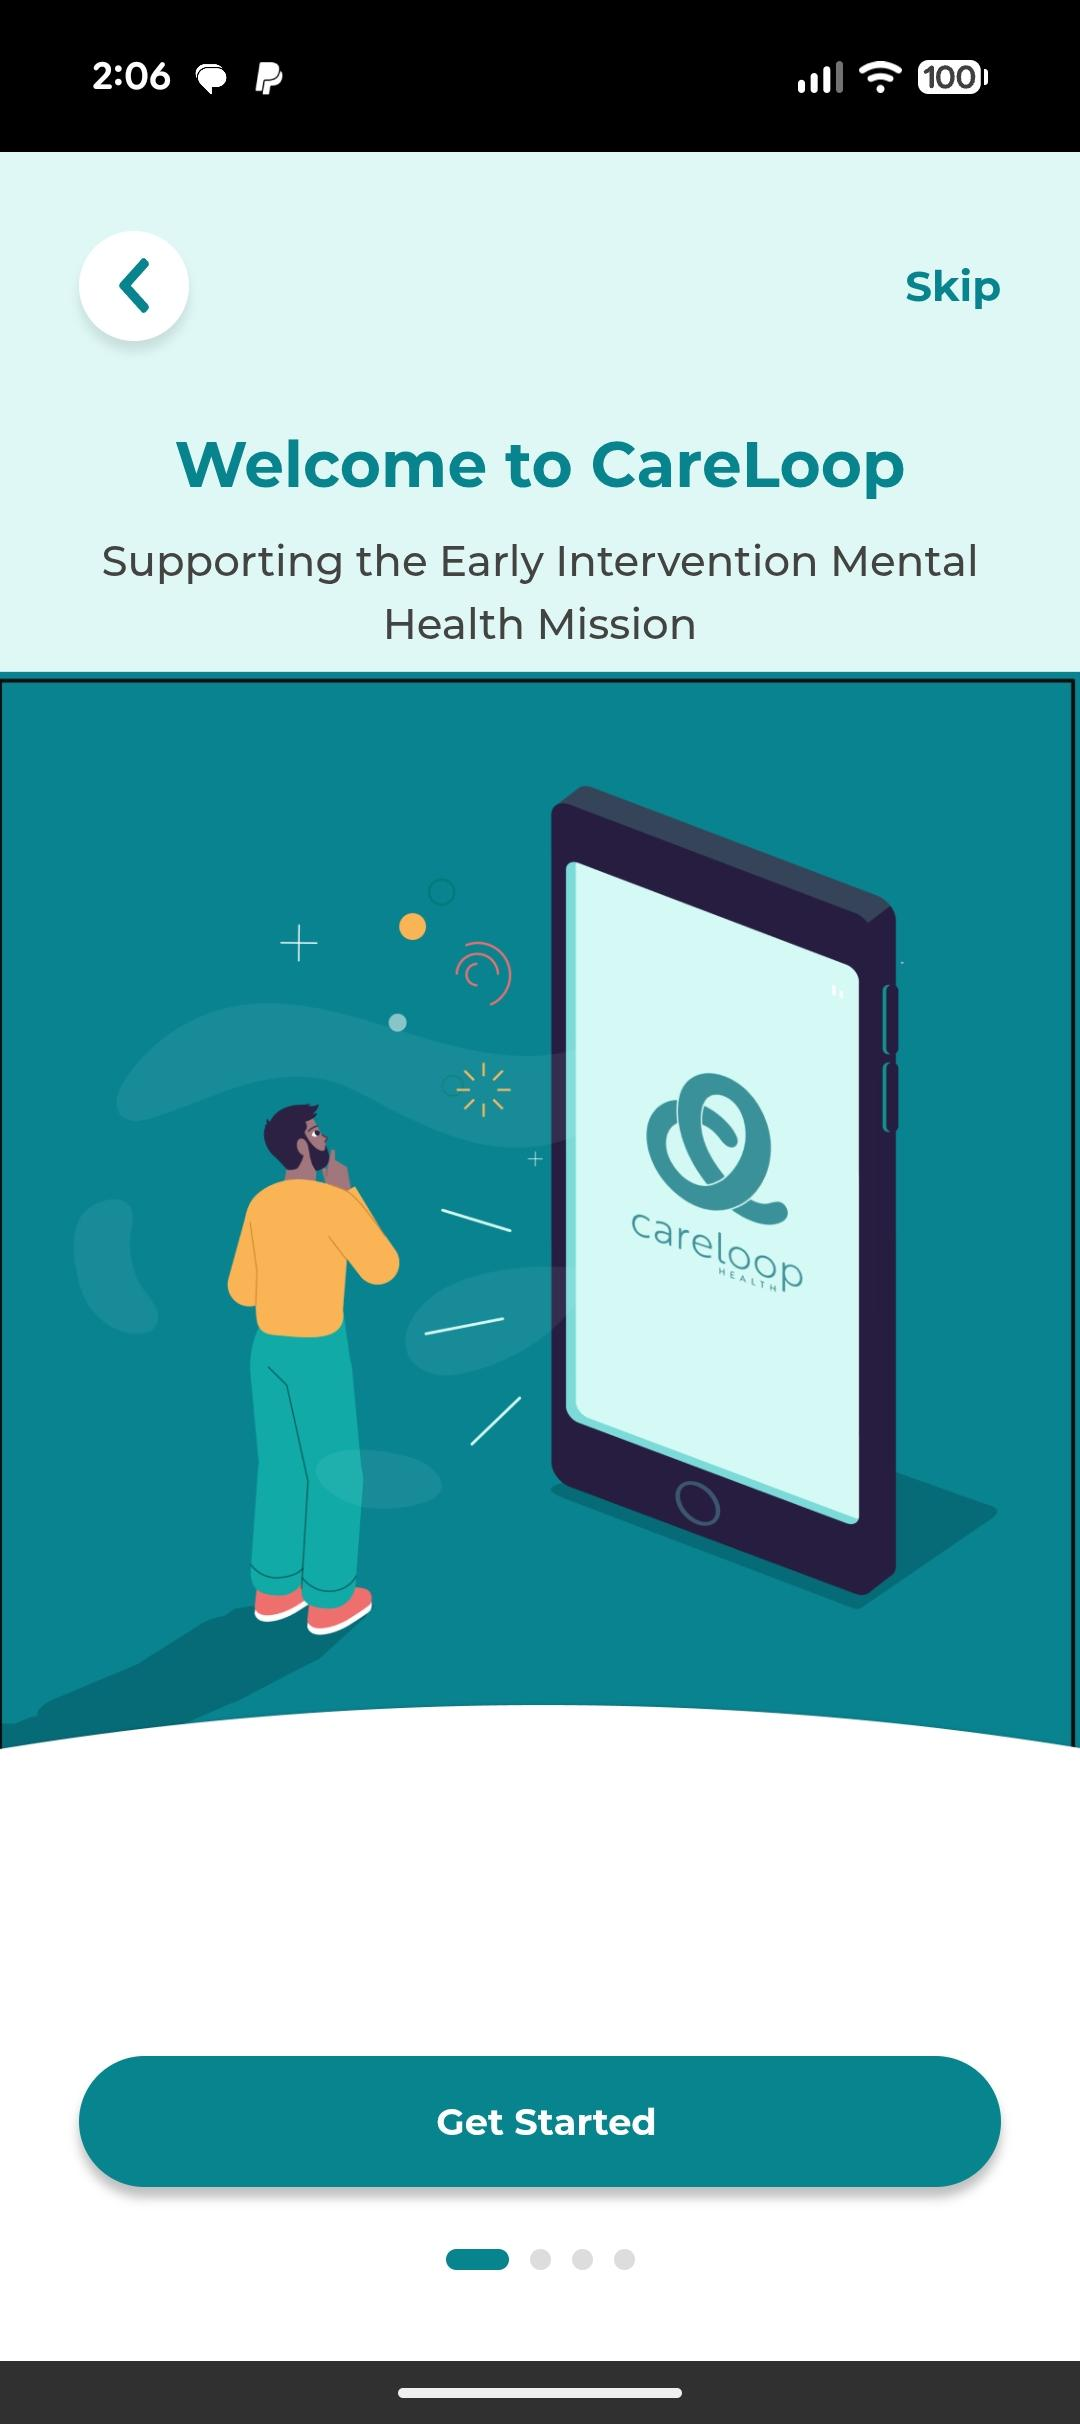 2:06
100
Skip
Welcome to CareLoop
Supporting the Early Intervention Mental
Health Mission
careloop
HEALTH
Get Started